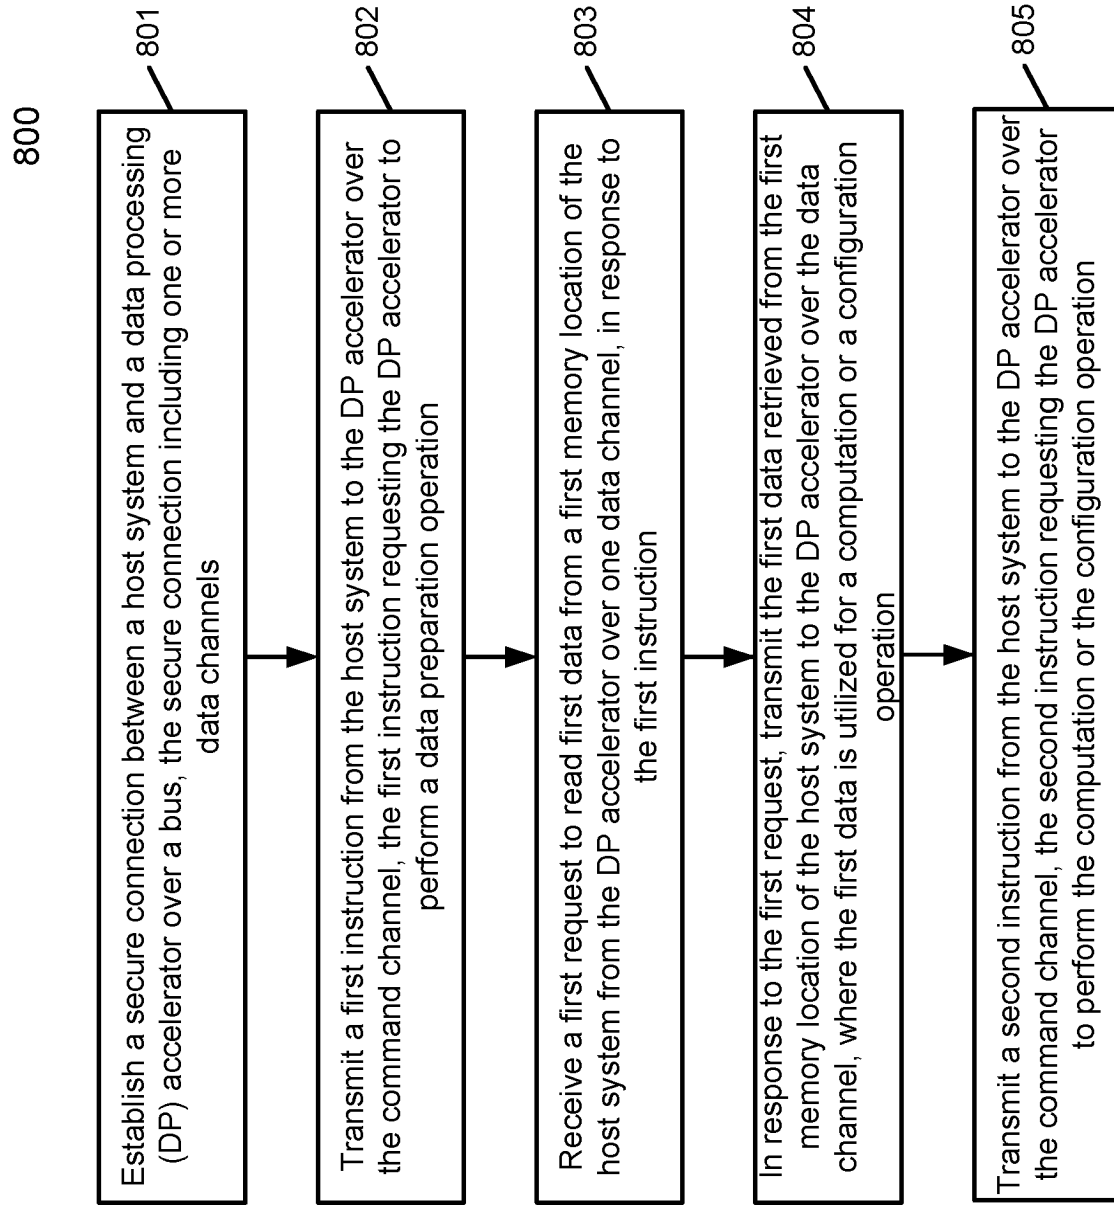 800
Establish a secure connection between a host system and a data processing
(DP) accelerator over a bus, the secure connection including one or more
data channels
801
Transmit a first instruction from the host system to the DP accelerator over
the command channel, the first instruction requesting the DP accelerator to
perform a data preparation operation
802
Receive a first request to read first data from a first memory location of the
host system from the DP accelerator over one data channel, in response to
the first instruction
803
In response to the first request, transmit the first data retrieved from the first
memory location of the host system to the DP accelerator over the data
channel, where the first data is utilized for a computation or a configuration
operation
804
Transmit a second instruction from the host system to the DP accelerator over
the command channel, the second instruction requesting the DP accelerator
to perform the computation or the configuration operation
805